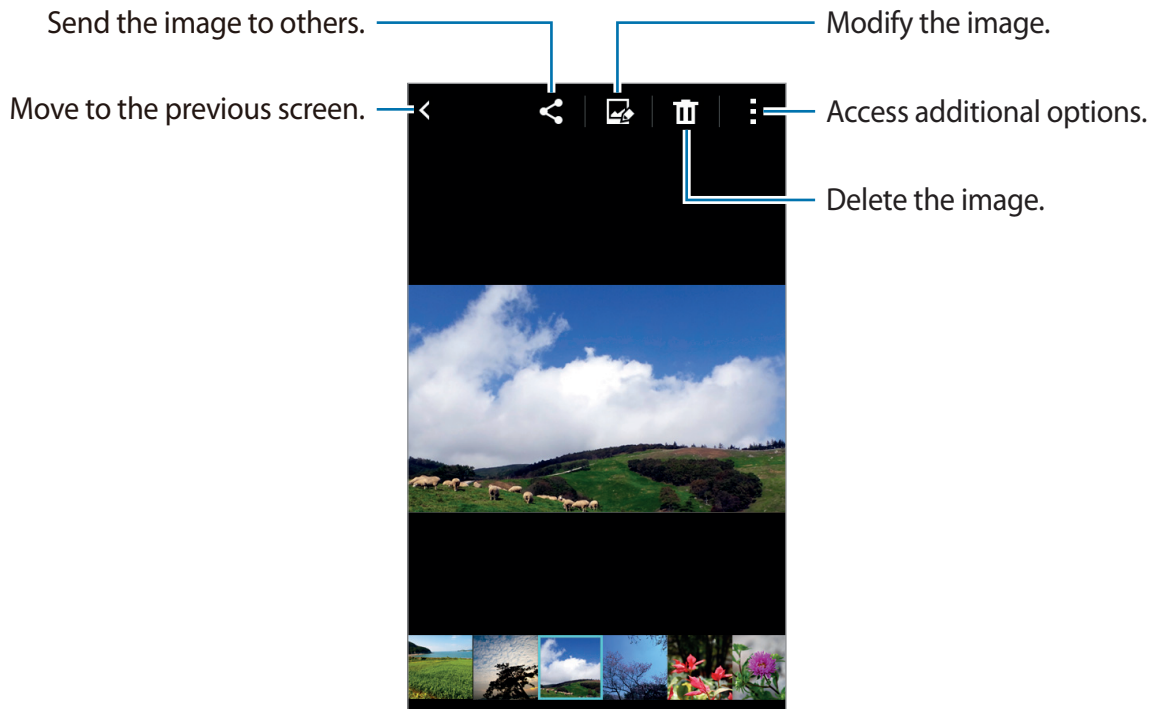 Send the image to others.
Modify the image.
Move to the previous screen.
Access additional options.
Delete the image.